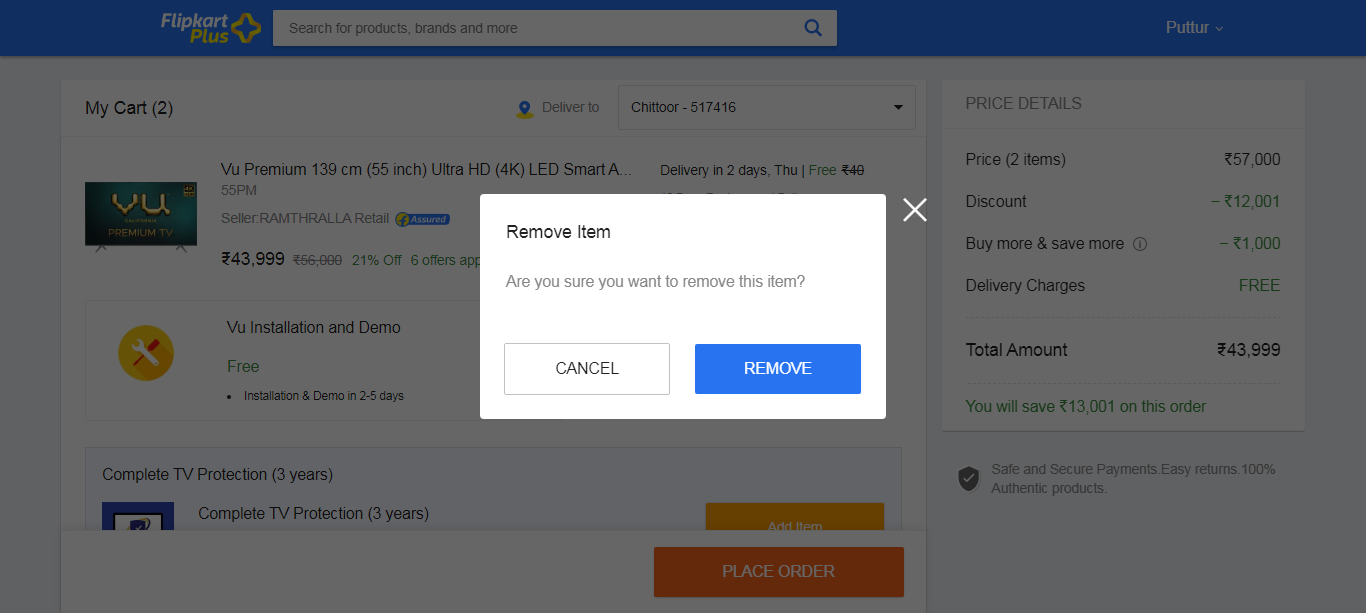 Flipkart
Plus
Search for products, brands and more
Puttur
My Cart (2)
Deliver to
Chittoor - 517416
Vu Premium 139 cm (55 inch) Ultra HD (4K) LED Smart A...
55PM
Seller:RAMTHRALLA Retail
Assured
₹43,999 ₹56,000 21% Off 6 offers app
Delivery in 2 days, Thu | Free ₹40
VU
PREMIUM TV
Vu Installation and Demo
Free
Installation & Demo in 2-5 days
Complete TV Protection (3 years)
Complete TV Protection (3 years)
Add Item
PLACE ORDER
Remove Item
Are you sure you want to remove this item?
CANCEL
REMOVE
PRICE DETAILS
Price (2 items) ₹57,000
Discount − ₹12,001
Buy more & save more − ₹1,000
Delivery Charges FREE
Total Amount ₹43,999
You will save ₹13,001 on this order
Safe and Secure Payments.Easy returns.100%
Authentic products.